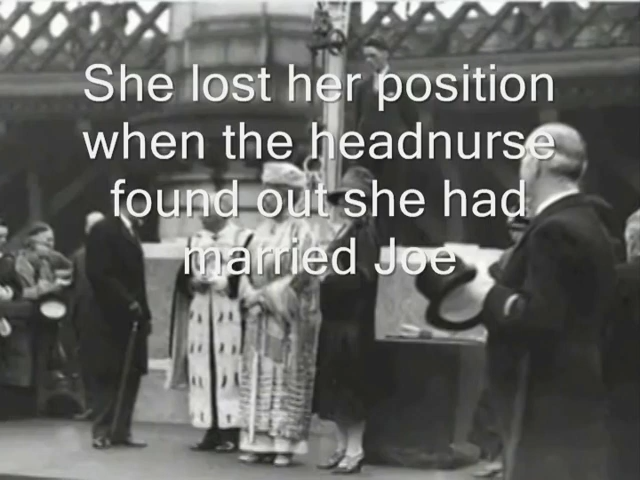 She lost her position
when the headnurse
found out she had
married Joe